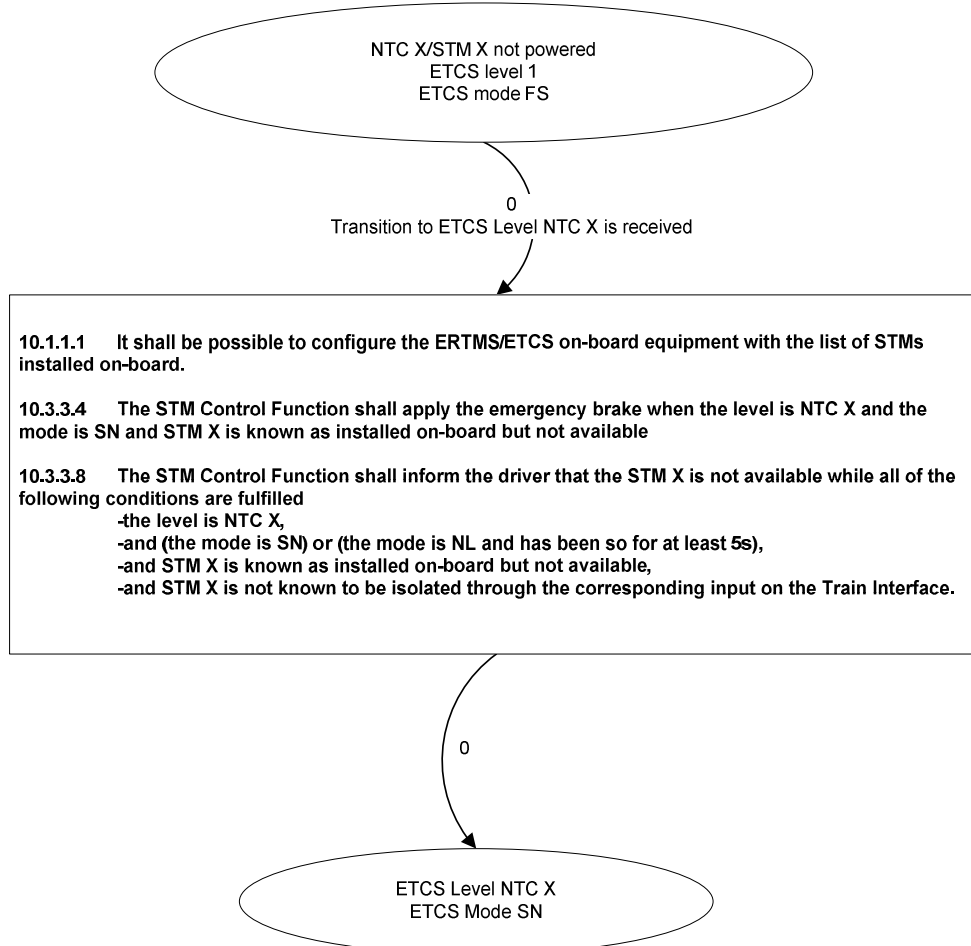 NTC X/STM X not powered
ETCS level 1
ETCS mode FS
0
Transition to ETCS Level NTC X is received
10.1.1.1 It shall be possible to configure the ERTMS/ETCS on-board equipment with the list of STMs
installed on-board.
10.3.3.4 The STM Control Function shall apply the emergency brake when the level is NTC X and the
mode is SN and STM X is known as installed on-board but not available
10.3.3.8 The STM Control Function shall inform the driver that the STM X is not available while all of the
following conditions are fulfilled
-the level is NTC X,
-and (the mode is SN) or (the mode is NL and has been so for at least 5s),
-and STM X is known as installed on-board but not available,
-and STM X is not known to be isolated through the corresponding input on the Train Interface.
0
ETCS Level NTC X
ETCS Mode SN